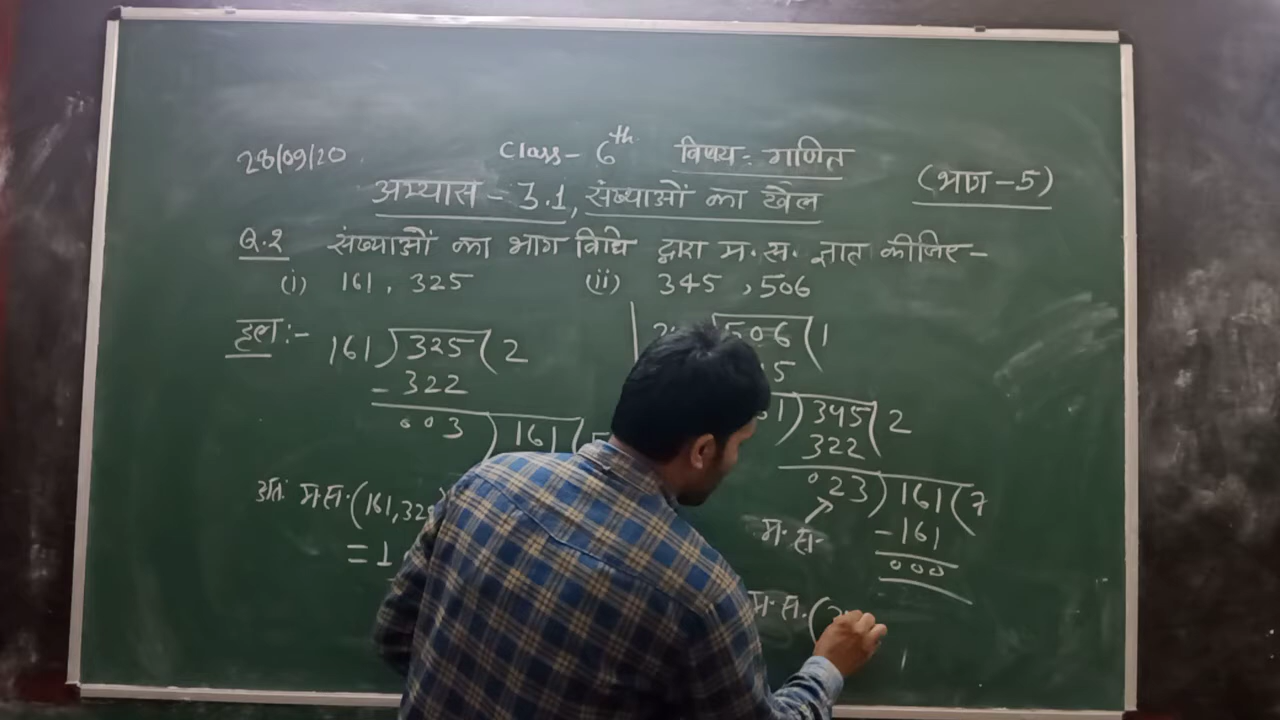 28/09/20 Class- 6th विषय:- गणित
(भाग-5)
अभ्यास - 3.1, संख्याओं का खेल
Q.2 संख्याओं का भाग विधि द्वारा म.स. ज्ञात कीजिए-
(i) 161, 325 (ii) 345, 506
हल:-
161) 325 (2
- 322
003) 161 (
अतः म.स. (161, 32
= 1
506 (1
5
1) 345 (2
322
023) 161 (7
म.स.
-161
000
म.स. (